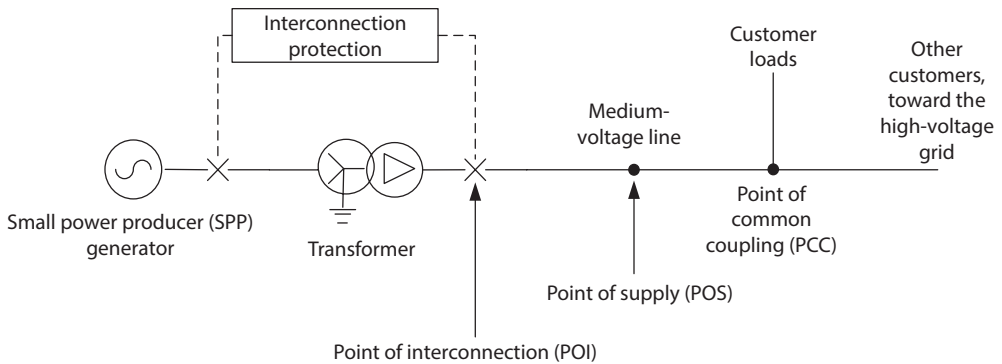 Interconnection
protection
Customer
loads
Other
customers,
toward the
high-voltage
grid
Medium-
voltage line
Small power producer (SPP)
generator
Transformer
Point of
common
coupling (PCC)
Point of supply (POS)
Point of interconnection (POI)